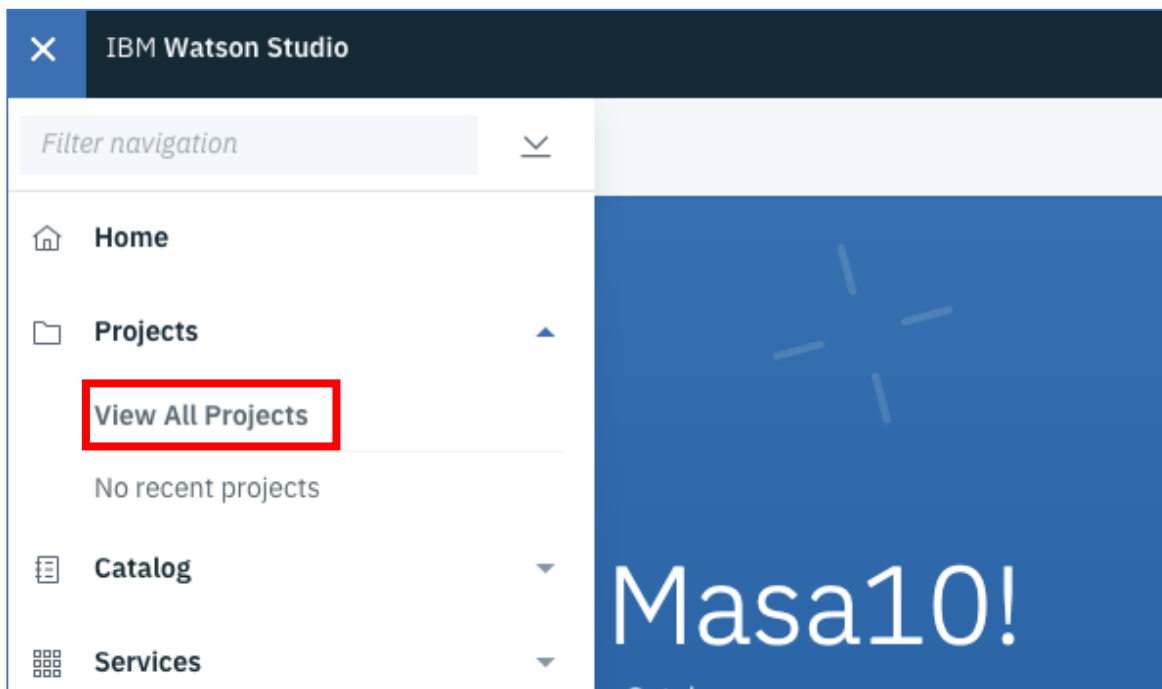 IBM Watson Studio
Filter navigation
Home
Projects
View All Projects
No recent projects
Catalog
Masa10!
Services